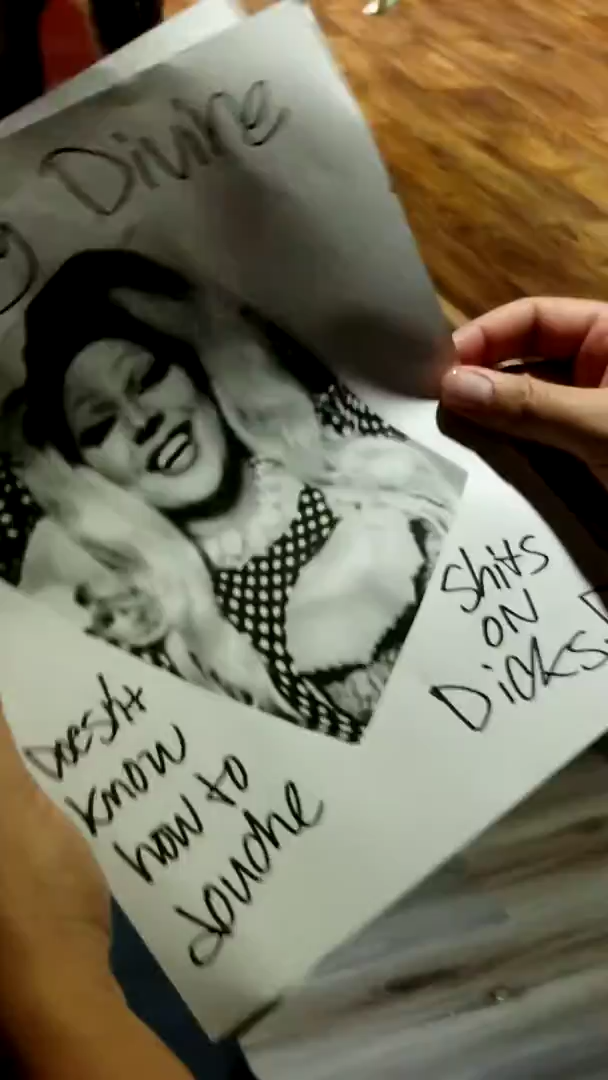 Divine
Doesn't
know
how to
douche
Shits
ON
Dicks!